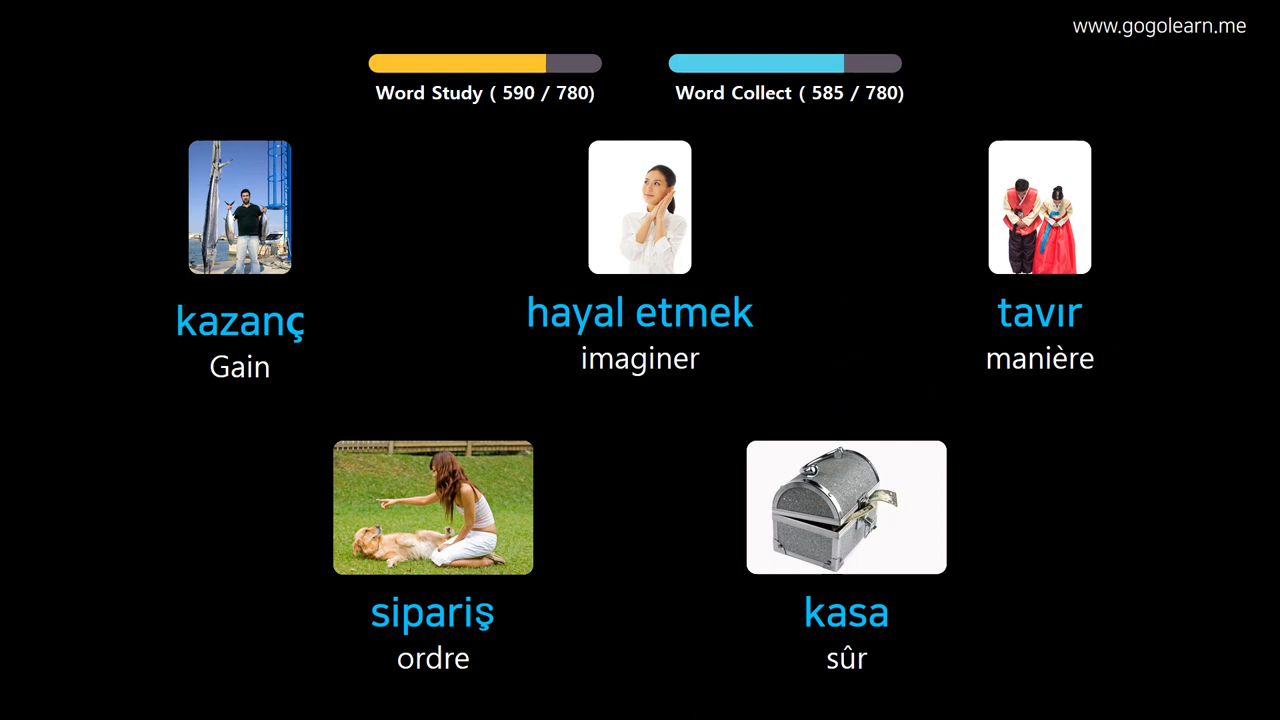 www.gogolearn.me
Word Study ( 590 / 780)
Word Collect ( 585 / 780)
kazanç
Gain
hayal etmek
imaginer
tavır
manière
sipariş
ordre
kasa
sûr